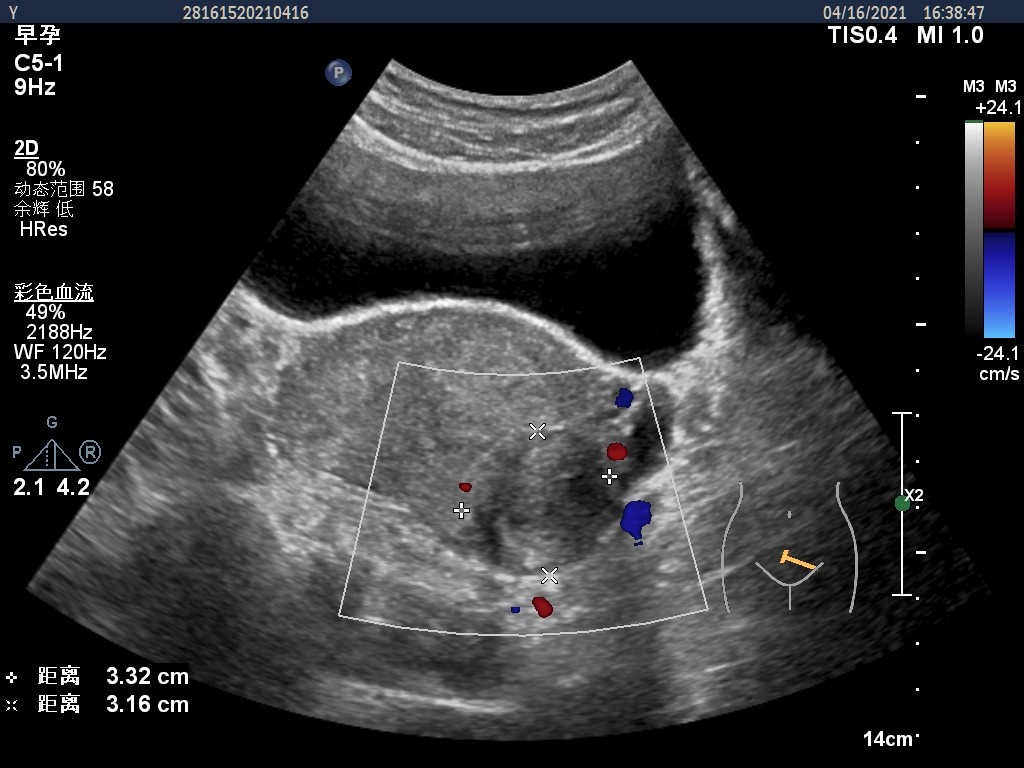 Y 28161520210416 04/16/2021 16:38:47
早孕
TIS0.4 MI 1.0
C5-1
9Hz
P
M3 M3
+24.1
2D
80%
动态范围 58
余辉 低
HRes
彩色血流
49%
2188Hz
WF 120Hz
3.5MHz
-24.1
cm/s
G
P R
2.1 4.2
X2
距离 3.32 cm
距离 3.16 cm
14cm